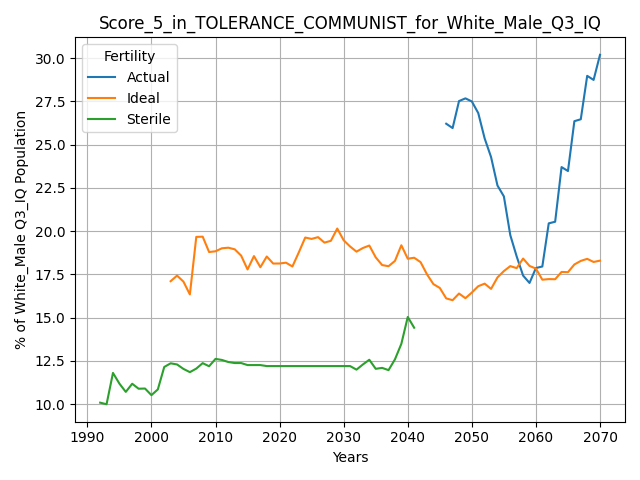 Score_5_in_TOLERANCE_COMMUNIST_for_White_Male_Q3_IQ
Fertility
Actual
Ideal
Sterile
% of White_Male Q3_IQ Population
30.0
27.5
25.0
22.5
20.0
17.5
15.0
12.5
10.0
1990 2000 2010 2020 2030 2040 2050 2060 2070
Years